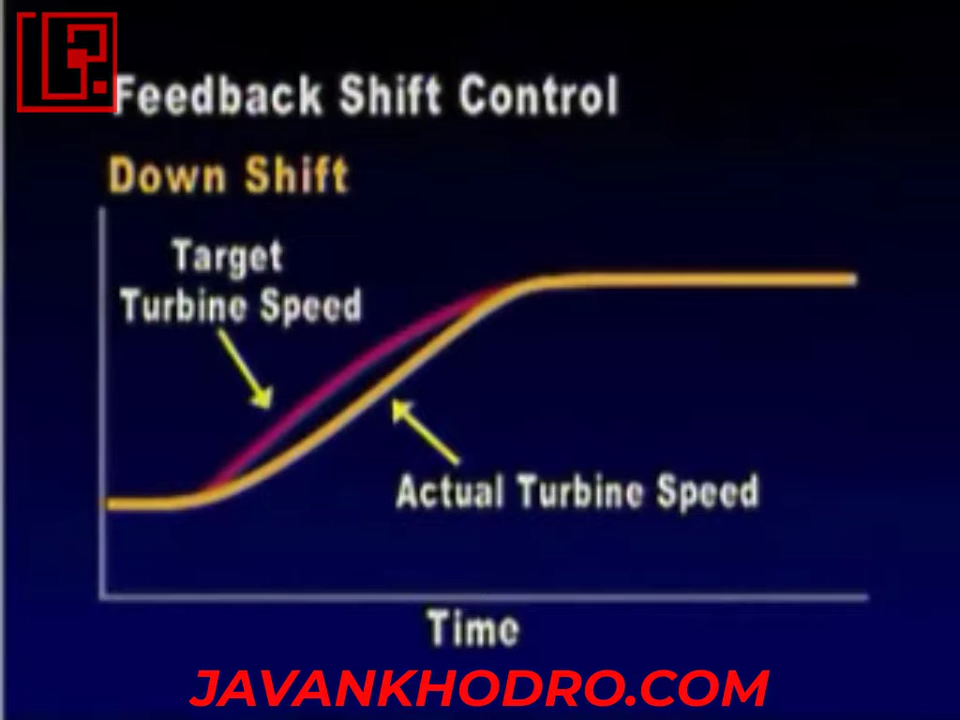 Feedback Shift Control
Down Shift
Target
Turbine Speed
Actual Turbine Speed
Time
JAVANKHODRO.COM